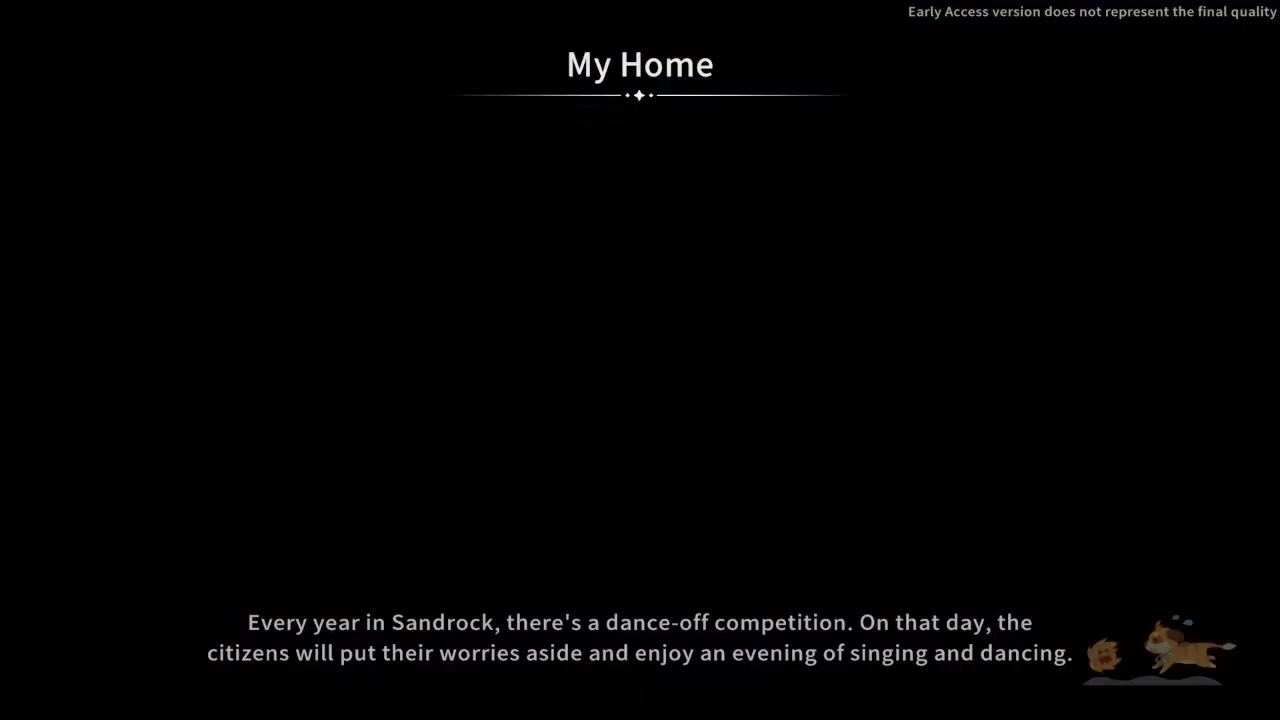 Early Access version does not represent the final quality
My Home
Every year in Sandrock, there's a dance-off competition. On that day, the
citizens will put their worries aside and enjoy an evening of singing and dancing.